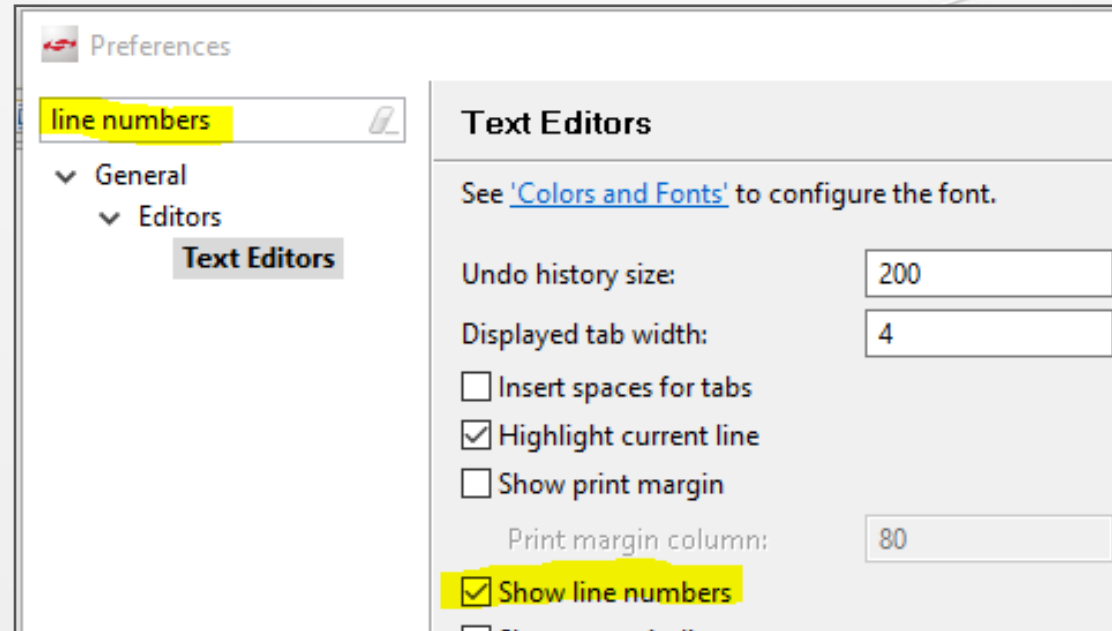 Preferences
line numbers
General
Editors
Text Editors
Text Editors
See 'Colors and Fonts' to configure the font.
Undo history size: 200
Displayed tab width: 4
Insert spaces for tabs
Highlight current line
Show print margin
Print margin column: 80
Show line numbers